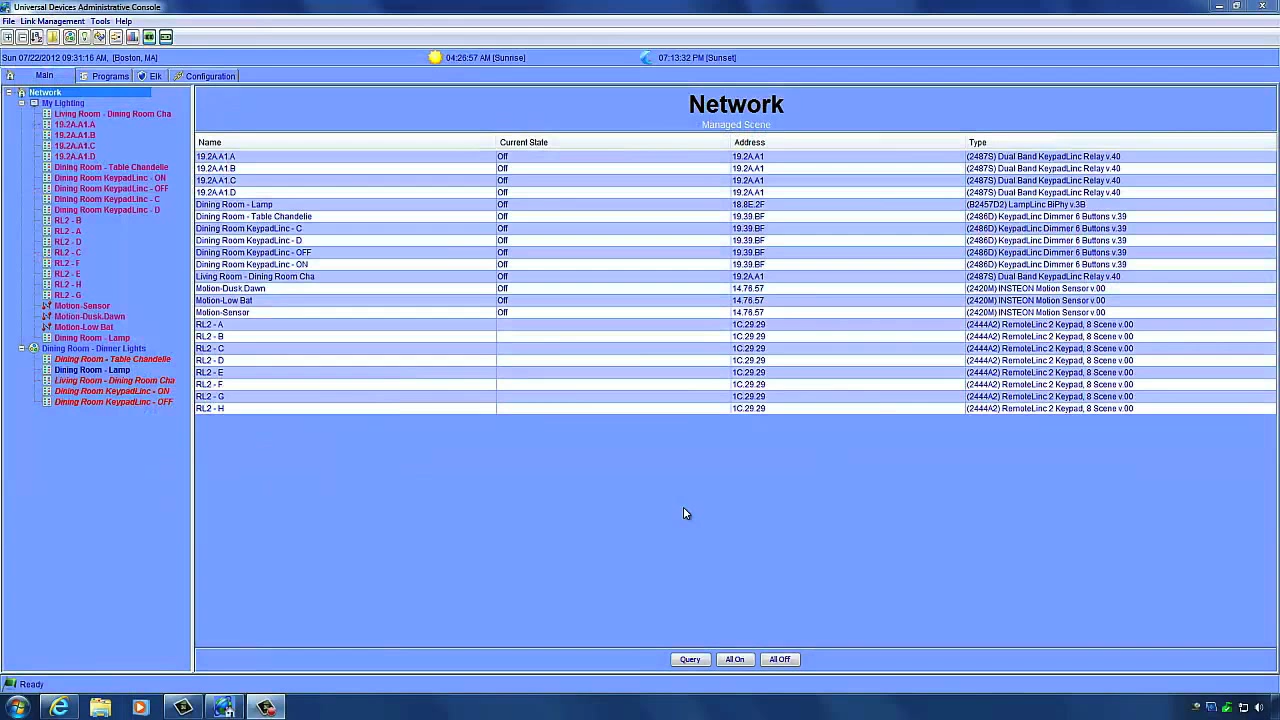 Universal Devices Administrative Console
File Link Management Tools Help
Sun 07/22/2012 09:31:16 AM, [Boston, MA] 04:26:57 AM [Sunrise] 07:13:32 PM [Sunset]
Main Programs Elk Configuration
Network
My Lighting
Living Room - Dining Room Cha
19.2A.A1.A
19.2A.A1.B
19.2A.A1.C
19.2A.A1.D
Dining Room - Table Chandelie
Dining Room KeypadLinc - ON
Dining Room KeypadLinc - OFF
Dining Room KeypadLinc - C
Dining Room KeypadLinc - D
RL2 - B
RL2 - A
RL2 - D
RL2 - C
RL2 - F
RL2 - E
RL2 - H
RL2 - G
Motion-Sensor
Motion-Dusk.Dawn
Motion-Low Bat
Dining Room - Lamp
Dining Room - Dinner Lights
Dining Room - Table Chandelie
Dining Room - Lamp
Living Room - Dining Room Cha
Dining Room KeypadLinc - ON
Dining Room KeypadLinc - OFF
Network
Managed Scene
Name Current State Address Type
19.2A.A1.A Off 19.2A.A1 (2487S) Dual Band KeypadLinc Relay v.40
19.2A.A1.B Off 19.2A.A1 (2487S) Dual Band KeypadLinc Relay v.40
19.2A.A1.C Off 19.2A.A1 (2487S) Dual Band KeypadLinc Relay v.40
19.2A.A1.D Off 19.2A.A1 (2487S) Dual Band KeypadLinc Relay v.40
Dining Room - Lamp Off 18.8E.2F (B2457D2) LampLinc BiPhy v.3B
Dining Room - Table Chandelie Off 19.39.BF (2486D) KeypadLinc Dimmer 6 Buttons v.39
Dining Room KeypadLinc - C Off 19.39.BF (2486D) KeypadLinc Dimmer 6 Buttons v.39
Dining Room KeypadLinc - D Off 19.39.BF (2486D) KeypadLinc Dimmer 6 Buttons v.39
Dining Room KeypadLinc - OFF Off 19.39.BF (2486D) KeypadLinc Dimmer 6 Buttons v.39
Dining Room KeypadLinc - ON Off 19.39.BF (2486D) KeypadLinc Dimmer 6 Buttons v.39
Living Room - Dining Room Cha Off 19.2A.A1 (2487S) Dual Band KeypadLinc Relay v.40
Motion-Dusk.Dawn Off 14.76.57 (2420M) INSTEON Motion Sensor v.00
Motion-Low Bat Off 14.76.57 (2420M) INSTEON Motion Sensor v.00
Motion-Sensor Off 14.76.57 (2420M) INSTEON Motion Sensor v.00
RL2 - A 1C.29.29 (2444A2) RemoteLinc 2 Keypad, 8 Scene v.00
RL2 - B 1C.29.29 (2444A2) RemoteLinc 2 Keypad, 8 Scene v.00
RL2 - C 1C.29.29 (2444A2) RemoteLinc 2 Keypad, 8 Scene v.00
RL2 - D 1C.29.29 (2444A2) RemoteLinc 2 Keypad, 8 Scene v.00
RL2 - E 1C.29.29 (2444A2) RemoteLinc 2 Keypad, 8 Scene v.00
RL2 - F 1C.29.29 (2444A2) RemoteLinc 2 Keypad, 8 Scene v.00
RL2 - G 1C.29.29 (2444A2) RemoteLinc 2 Keypad, 8 Scene v.00
RL2 - H 1C.29.29 (2444A2) RemoteLinc 2 Keypad, 8 Scene v.00
Query All On All Off
Ready